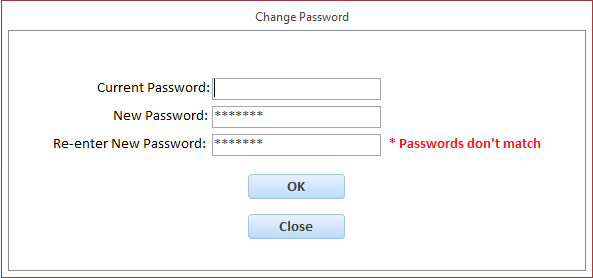 Change Password
Current Password:
New Password: *******
Re-enter New Password: ******* * Passwords don't match
OK
Close